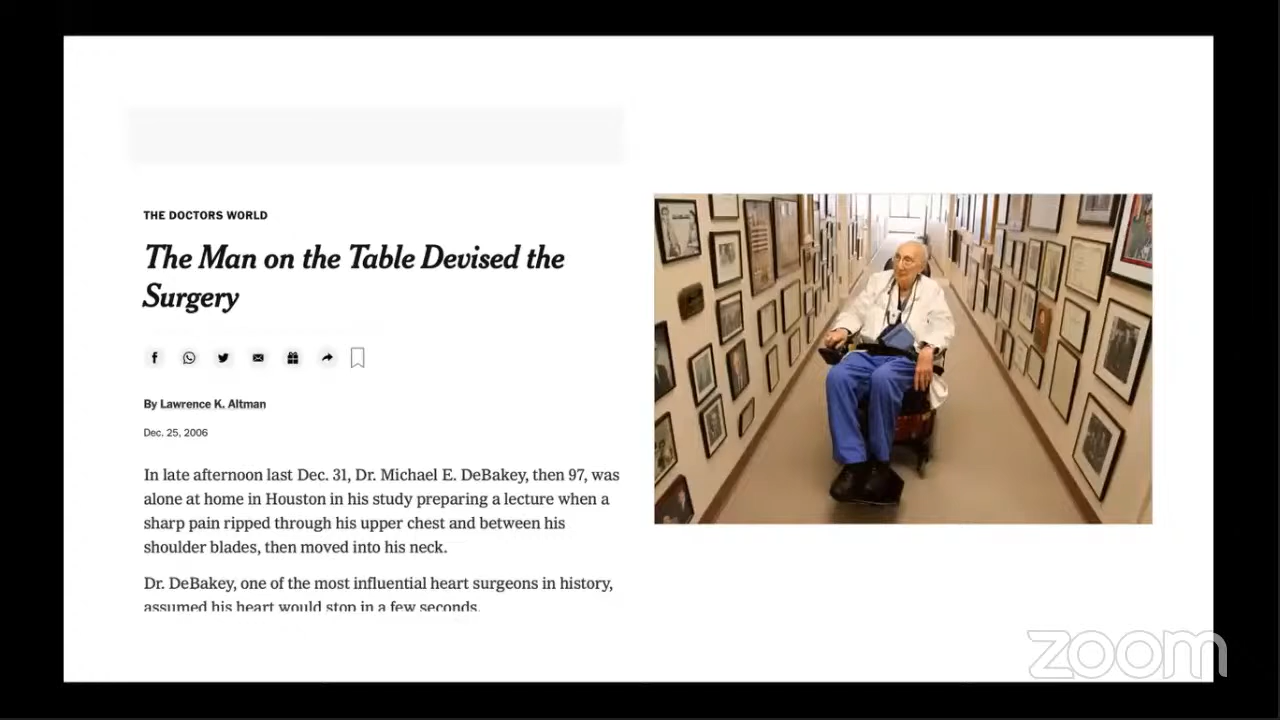 THE DOCTORS WORLD
The Man on the Table Devised the
Surgery
By Lawrence K. Altman
Dec. 25, 2006
In late afternoon last Dec. 31, Dr. Michael E. DeBakey, then 97, was
alone at home in Houston in his study preparing a lecture when a
sharp pain ripped through his upper chest and between his
shoulder blades, then moved into his neck.
Dr. DeBakey, one of the most influential heart surgeons in history,
assumed his heart would stop in a few seconds.
zoom